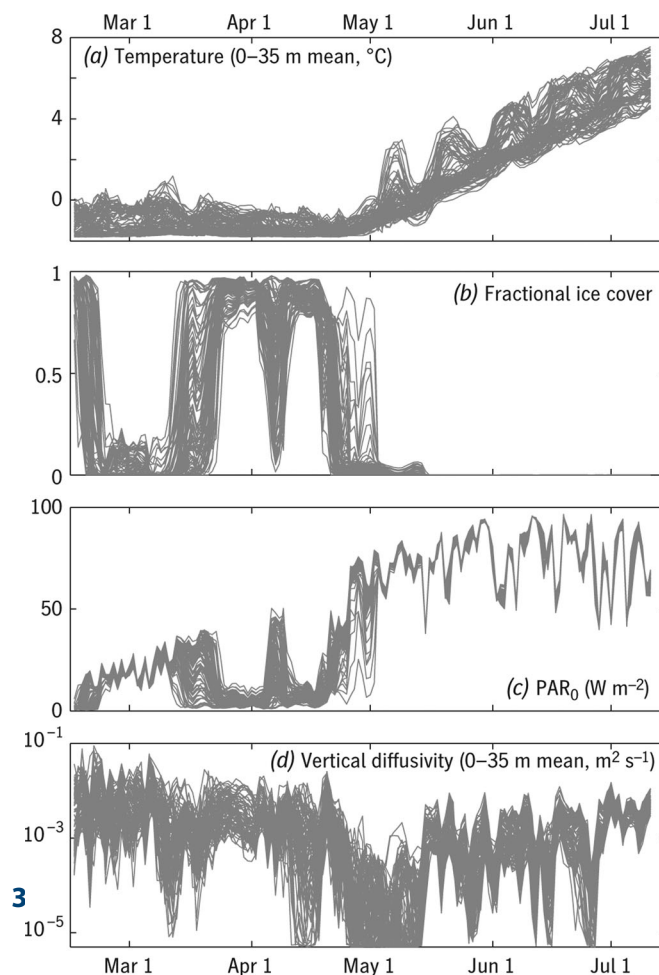 Mar 1 Apr 1 May 1 Jun 1 Jul 1
8
(a) Temperature (0–35 m mean, °C)
4
0
1
(b) Fractional ice cover
0.5
0
100
50
(c) PAR₀ (W m⁻²)
0
10⁻¹
(d) Vertical diffusivity (0–35 m mean, m² s⁻¹)
10⁻³
3
10⁻⁵
Mar 1 Apr 1 May 1 Jun 1 Jul 1